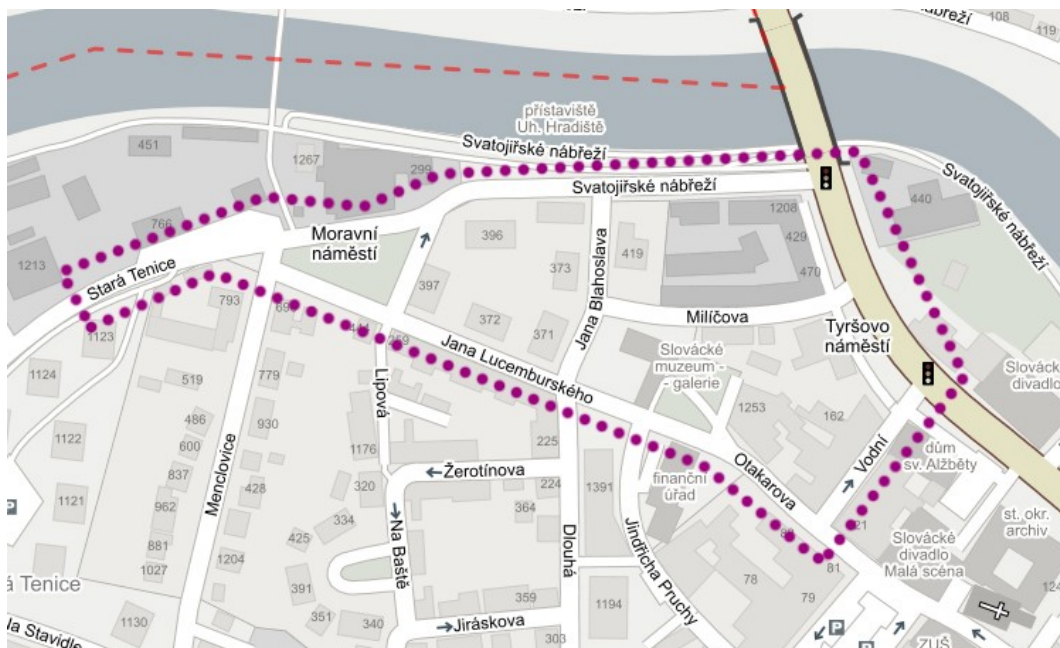 108
119
přístaviště
Uh. Hradiště
451
1267
299
Svatojiřské nábřeží
Svatojiřské nábřeží
Svatojiřské nábřeží
440
766
1213
Moravní
náměstí
396
373
419
1208
429
470
Stará Tenice
793
397
Jana Blahoslava
1123
372
371
Milíčova
Tyršovo
náměstí
Jana Lucemburského
Slovácké
muzeum -
- galerie
Slovácké
divadlo
1124
519
779
Lipová
486
930
1253
162
1122
600
837
Menclovice
1176
225
Vodní
dům
sv. Alžběty
Žerotínova
Otakarova
finanční
úřad
1121
962
428
320
224
1391
364
881
334
Na Baště
Dlouhá
Jindřicha Pruchy
21
st. okr.
archiv
1027
1204
425
81
Slovácké
divadlo
Malá scéna
á Tenice
391
78
79
359
1194
351
1130
340
Jiráskova
303
la Stavidle
P
P
P
ZUŠ